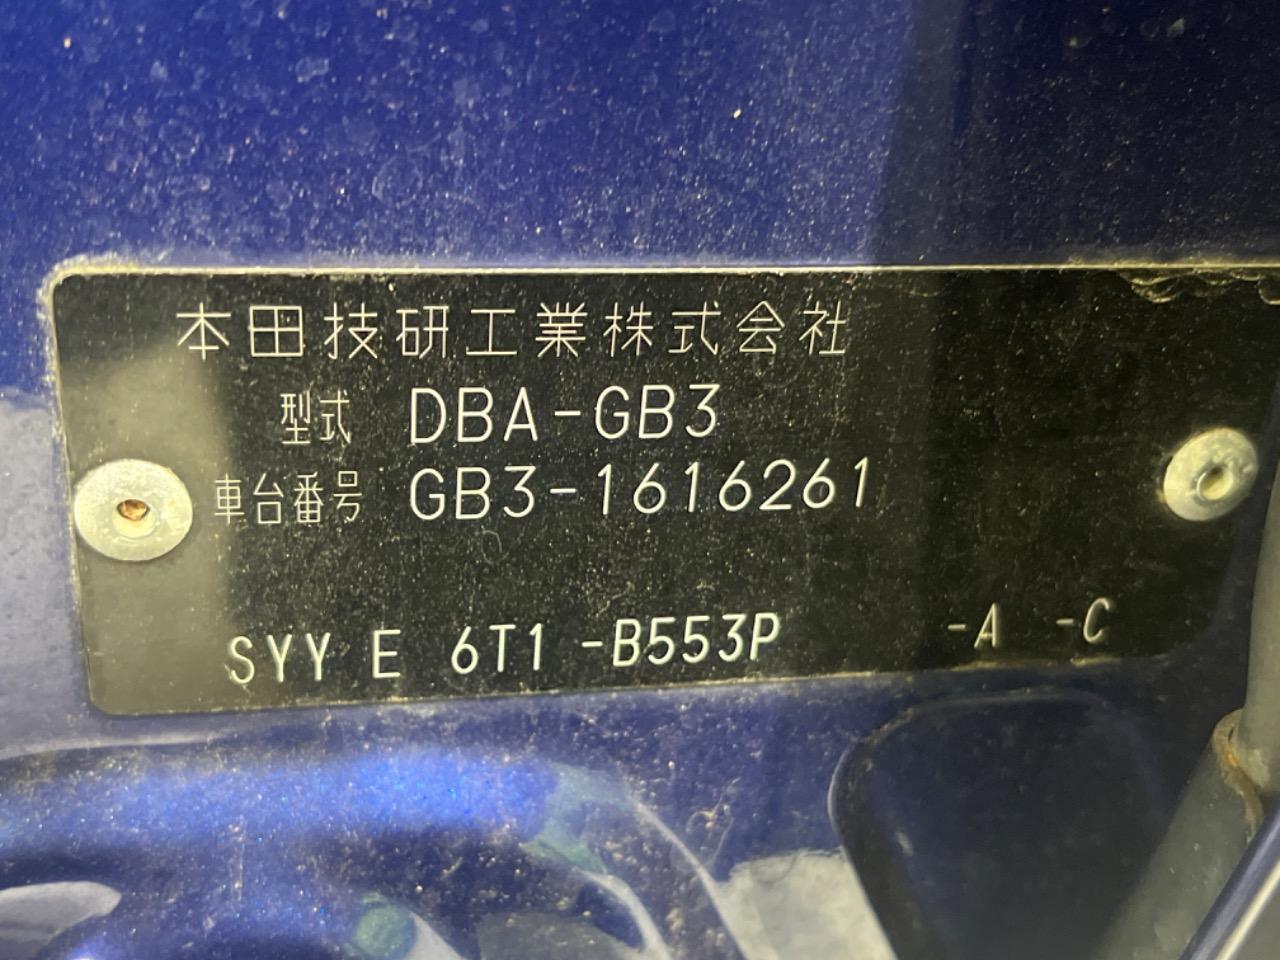 本田技研工業株式会社
型式 DBA-GB3
車台番号 GB3-1616261
SYY E 6T1 -B553P -A -C